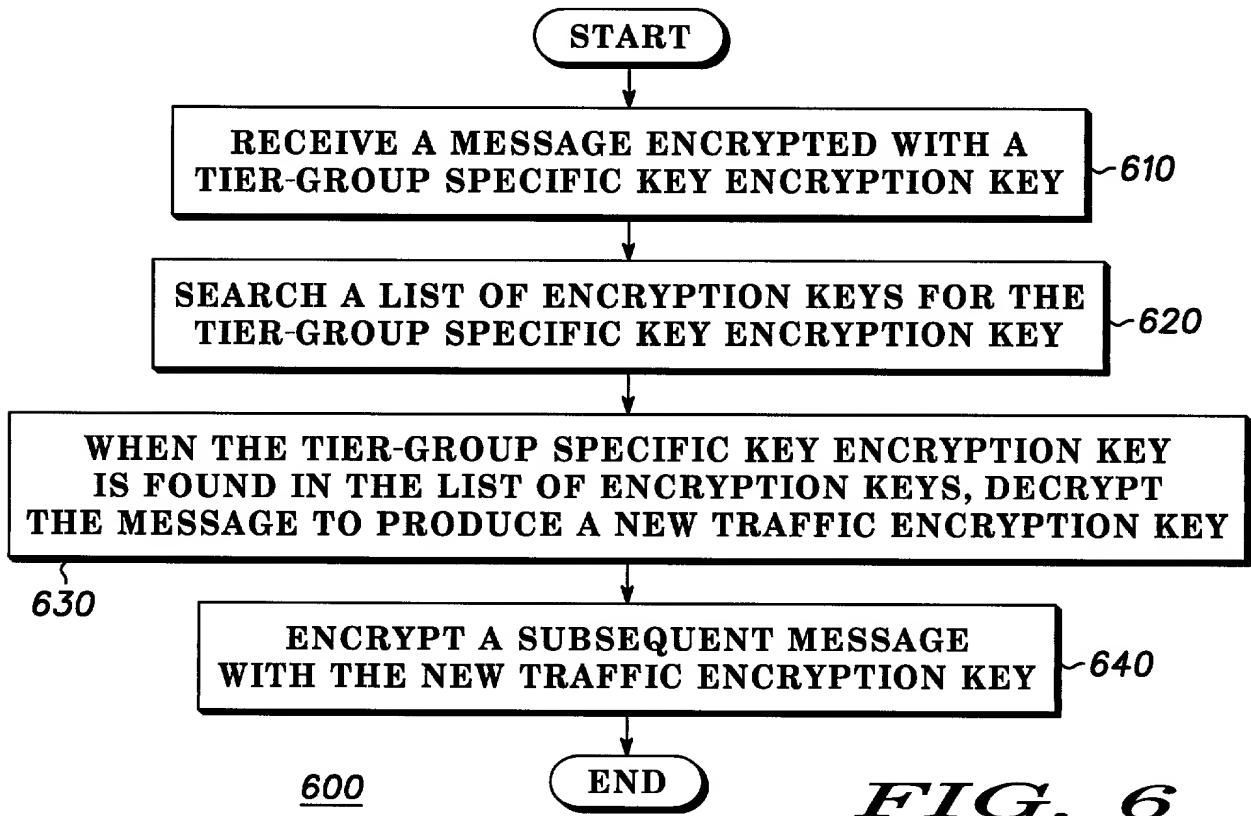 START
RECEIVE A MESSAGE ENCRYPTED WITH A
TIER-GROUP SPECIFIC KEY ENCRYPTION KEY
610
SEARCH A LIST OF ENCRYPTION KEYS FOR THE
TIER-GROUP SPECIFIC KEY ENCRYPTION KEY
620
WHEN THE TIER-GROUP SPECIFIC KEY ENCRYPTION KEY
IS FOUND IN THE LIST OF ENCRYPTION KEYS, DECRYPT
THE MESSAGE TO PRODUCE A NEW TRAFFIC ENCRYPTION KEY
630
ENCRYPT A SUBSEQUENT MESSAGE
WITH THE NEW TRAFFIC ENCRYPTION KEY
640
END
600
FIG. 6